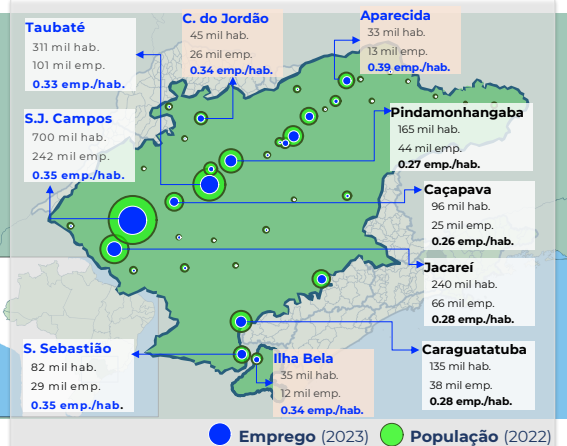 Taubaté
311 mil hab.
101 mil emp.
0.33 emp./hab.
C. do Jordão
45 mil hab.
26 mil emp.
0.34 emp./hab.
Aparecida
33 mil hab.
13 mil emp.
0.39 emp./hab.
S.J. Campos
700 mil hab.
242 mil emp.
0.35 emp./hab.
Pindamonhangaba
165 mil hab.
44 mil emp.
0.27 emp./hab.
Caçapava
96 mil hab.
25 mil emp.
0.26 emp./hab.
Jacareí
240 mil hab.
66 mil emp.
0.28 emp./hab.
S. Sebastião
82 mil hab.
29 mil emp.
0.35 emp./hab.
Ilha Bela
35 mil hab.
12 mil emp.
0.34 emp./hab.
Caraguatatuba
135 mil hab.
38 mil emp.
0.28 emp./hab.
Emprego (2023) População (2022)